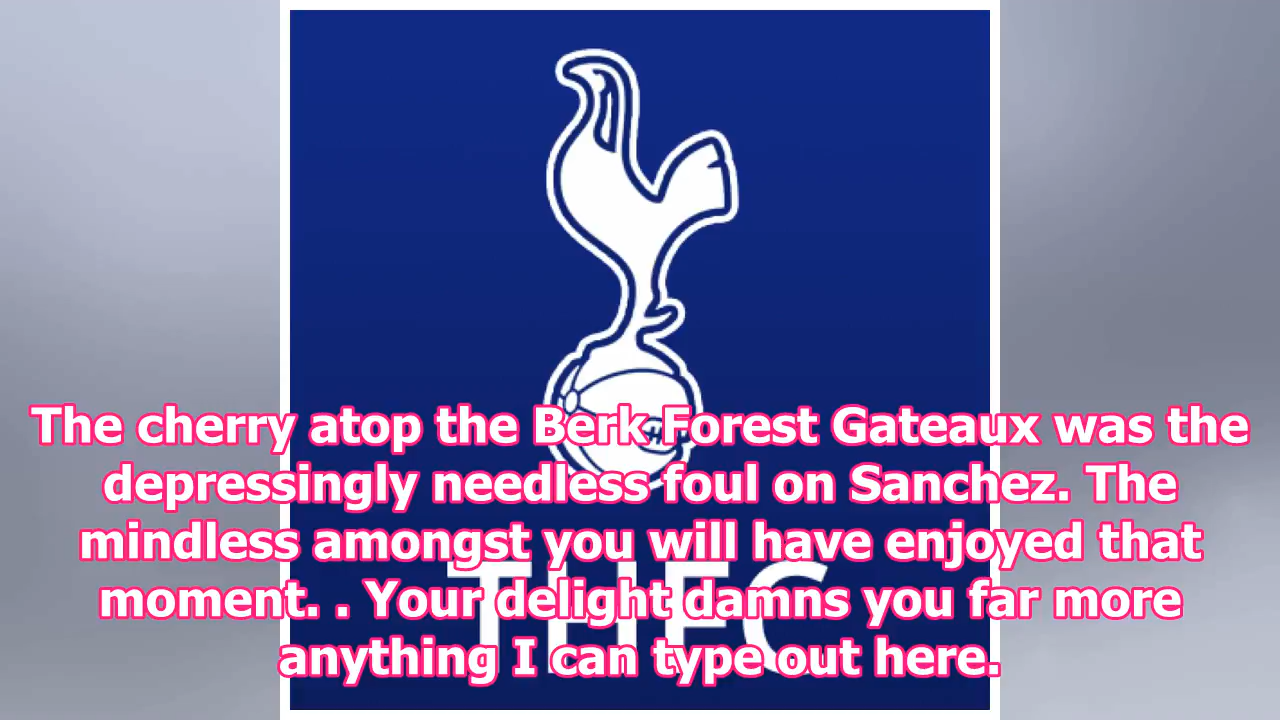 The cherry atop the Berk Forest Gateaux was the
depressingly needless foul on Sanchez. The
mindless amongst you will have enjoyed that
moment. . Your delight damns you far more
anything I can type out here.
THFC